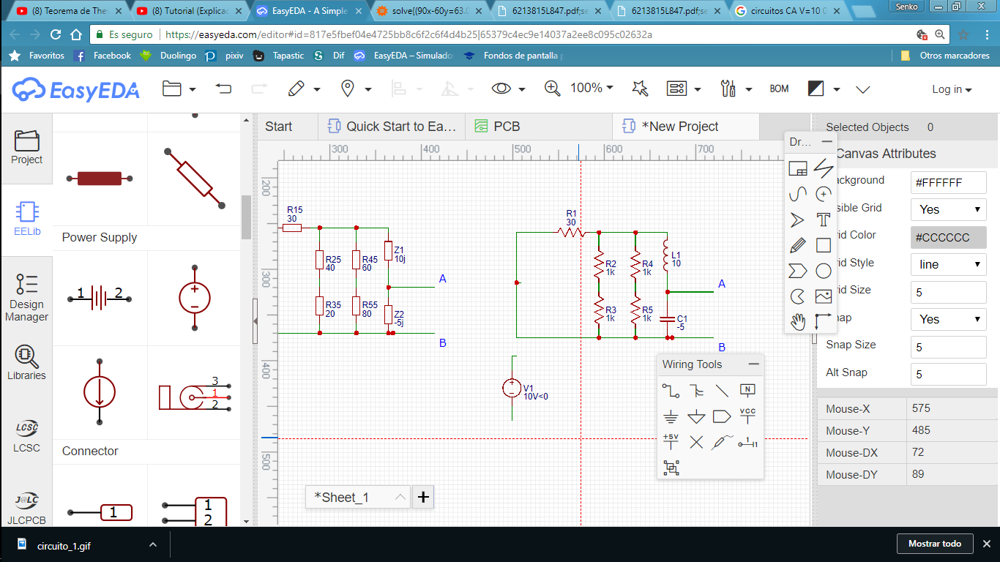 (8) Teorema de Thev
(8) Tutorial (Explicac
EasyEDA - A Simple
solve{(90x-60y=63.0
6213815L847.pdf;se
6213815L847.pdf;se
circuitos CA V=10 0
Senko
Es seguro
https://easyeda.com/editor#id=817e5fbef04e4725bb8c6f2c6f4d4b25|65379c4ec9e14037a2ee8c095c02632a
Favoritos
Facebook
Duolingo
pixiv
Tapastic
Dif
EasyEDA – Simulado
Fondos de pantalla p
Otros marcadores
EasyEDA
100%
BOM
Log in
Start
Quick Start to Ea...
PCB
*New Project
Selected Objects 0
Project
EELib
Design
Manager
Libraries
LCSC
LCSC
J@LC
JLCPCB
Power Supply
1 2
3
1
2
Connector
1
1
2
300
400
500
600
700
200
300
400
500
R15
30
R25
40
R45
60
Z1
10j
A
R35
20
R55
80
Z2
-5j
B
R1
30
R2
1k
R4
1k
L1
10
A
R3
1k
R5
1k
C1
-5
B
V1
10V<0
Dr...
T
Wiring Tools
N
VCC
+5V
1
1
*Sheet_1
+
Canvas Attributes
ackground #FFFFFF
sible Grid Yes
rid Color #CCCCCC
rid Style line
rid Size 5
nap Yes
Snap Size 5
Alt Snap 5
Mouse-X 575
Mouse-Y 485
Mouse-DX 72
Mouse-DY 89
circuito_1.gif
Mostrar todo